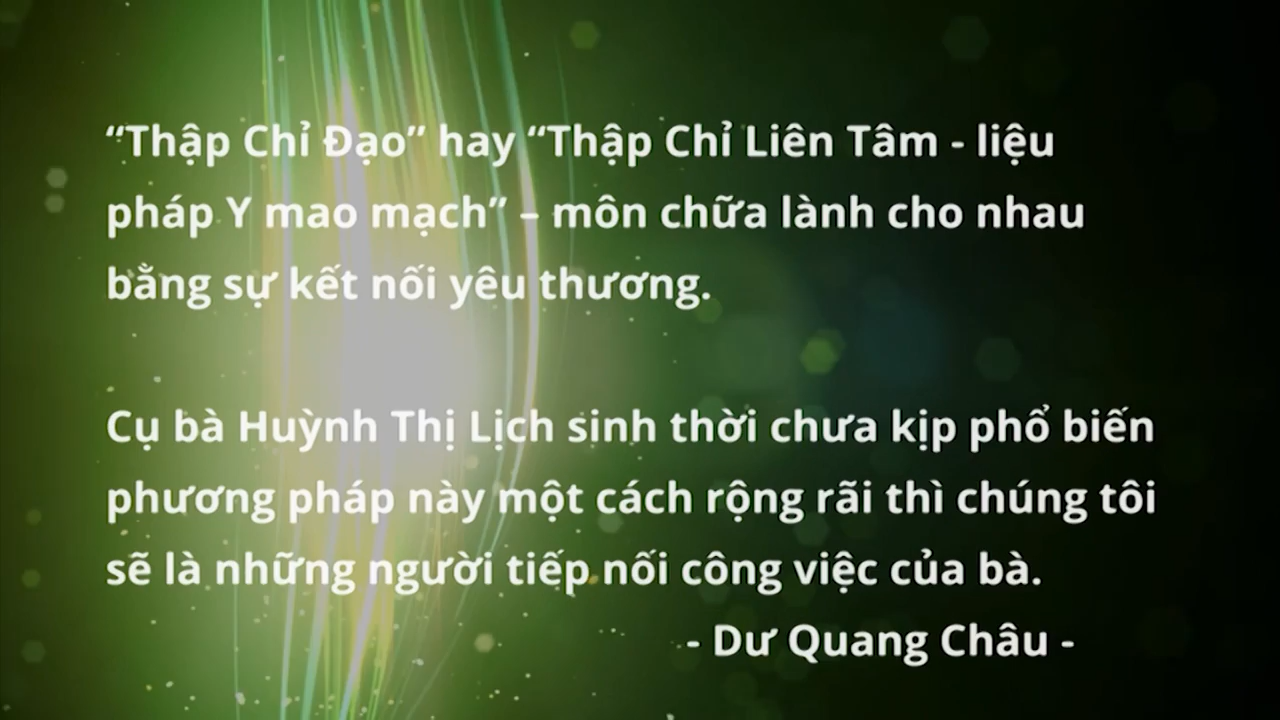 “Thập Chỉ Đạo” hay “Thập Chỉ Liên Tâm - liệu
pháp Y mao mạch” – môn chữa lành cho nhau
bằng sự kết nối yêu thương.
Cụ bà Huỳnh Thị Lịch sinh thời chưa kịp phổ biến
phương pháp này một cách rộng rãi thì chúng tôi
sẽ là những người tiếp nối công việc của bà.
- Dư Quang Châu -